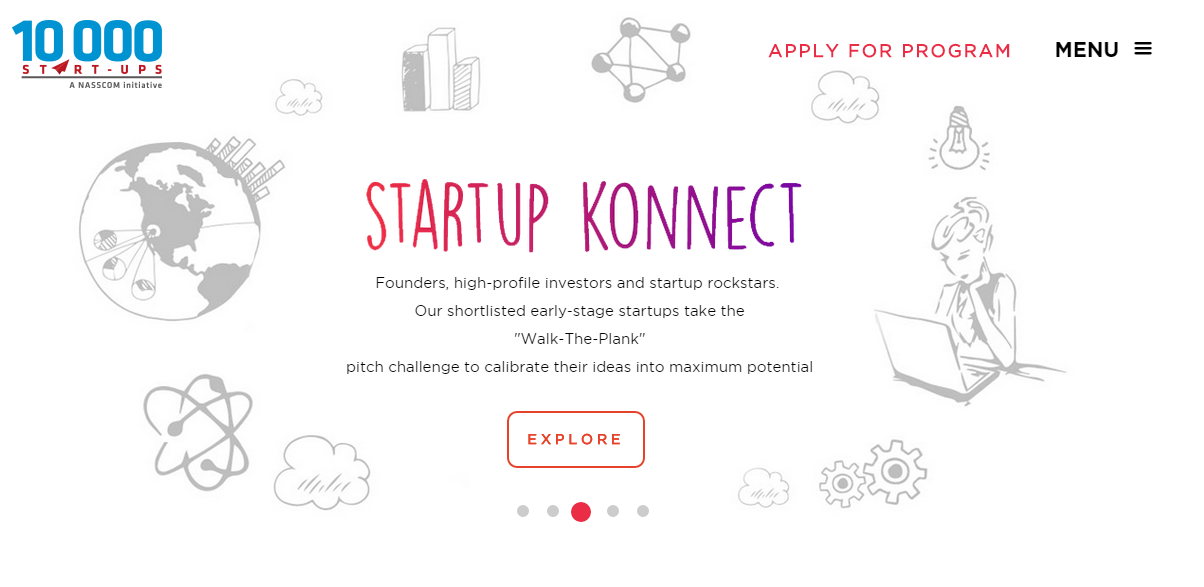 10 000
START-UPS
A NASSCOM initiative
APPLY FOR PROGRAM
MENU
STARTUP KONNECT
Founders, high-profile investors and startup rockstars.
Our shortlisted early-stage startups take the
"Walk-The-Plank"
pitch challenge to calibrate their ideas into maximum potential
EXPLORE